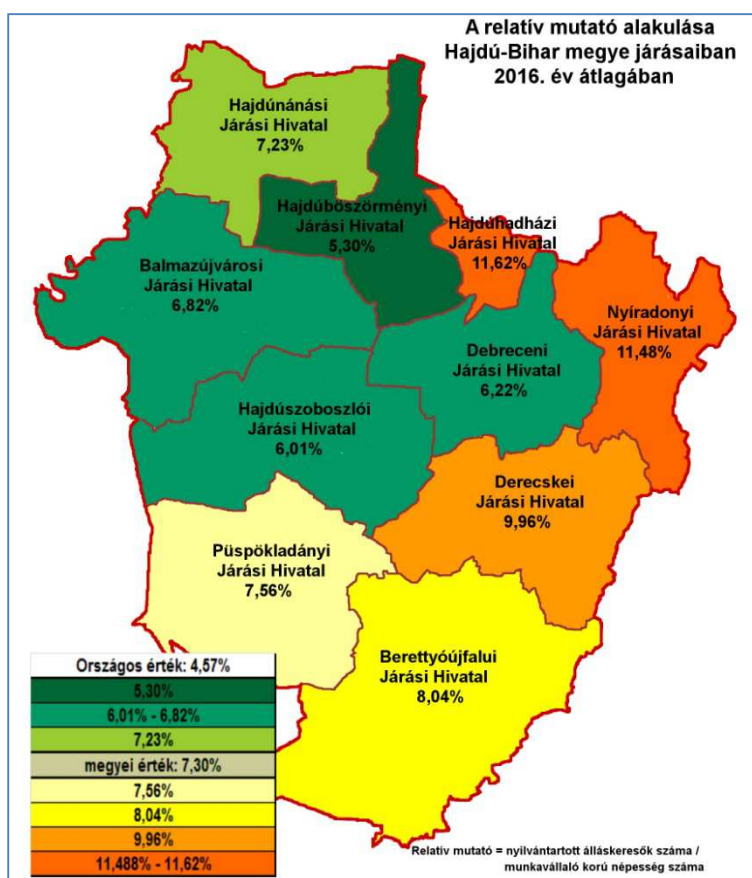 A relatív mutató alakulása
Hajdú-Bihar megye járásaiban
2016. év átlagában
Hajdúnánási
Járási Hivatal
7,23%
Hajdúböszörményi
Járási Hivatal
5,30%
Hajdúhadházi
Járási Hivatal
11,62%
Balmazújvárosi
Járási Hivatal
6,82%
Nyíradonyi
Járási Hivatal
11,48%
Debreceni
Járási Hivatal
6,22%
Hajdúszoboszlói
Járási Hivatal
6,01%
Derecskei
Járási Hivatal
9,96%
Püspökladányi
Járási Hivatal
7,56%
Berettyóújfalui
Járási Hivatal
8,04%
Országos érték: 4,57%
5,30%
6,01% - 6,82%
7,23%
megyei érték: 7,30%
7,56%
8,04%
9,96%
11,488% - 11,62%
Relatív mutató = nyilvántartott álláskeresők száma /
munkavállaló korú népesség száma